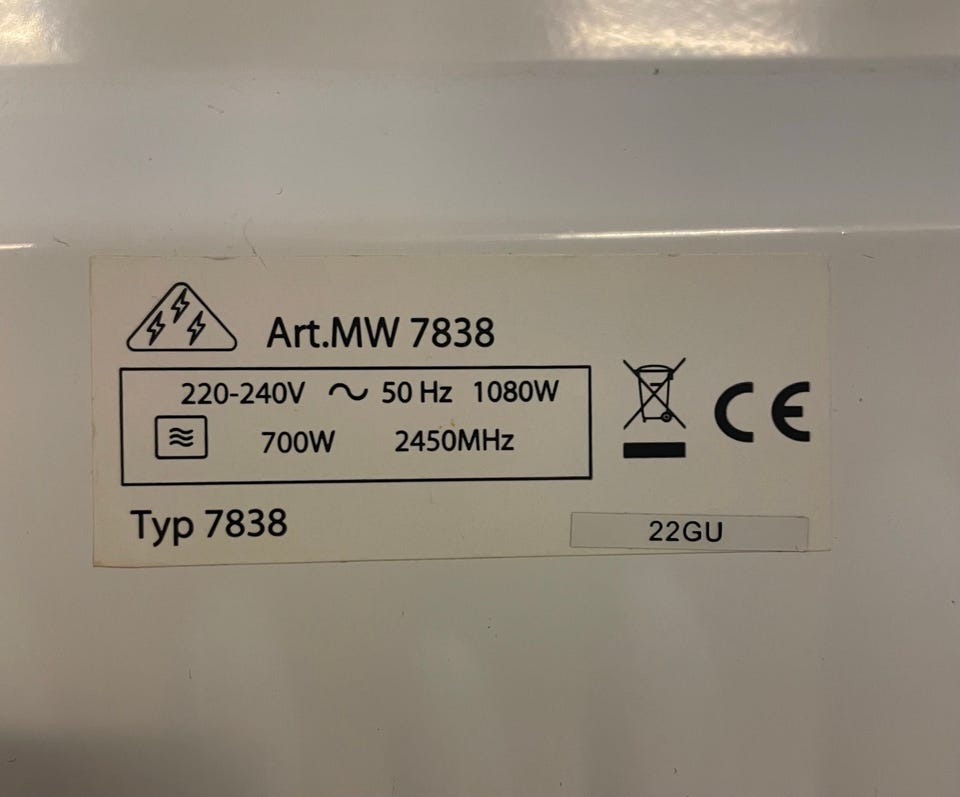 Art.MW 7838
220-240V ~ 50 Hz 1080W
700W 2450MHz
CE
Typ 7838
22GU